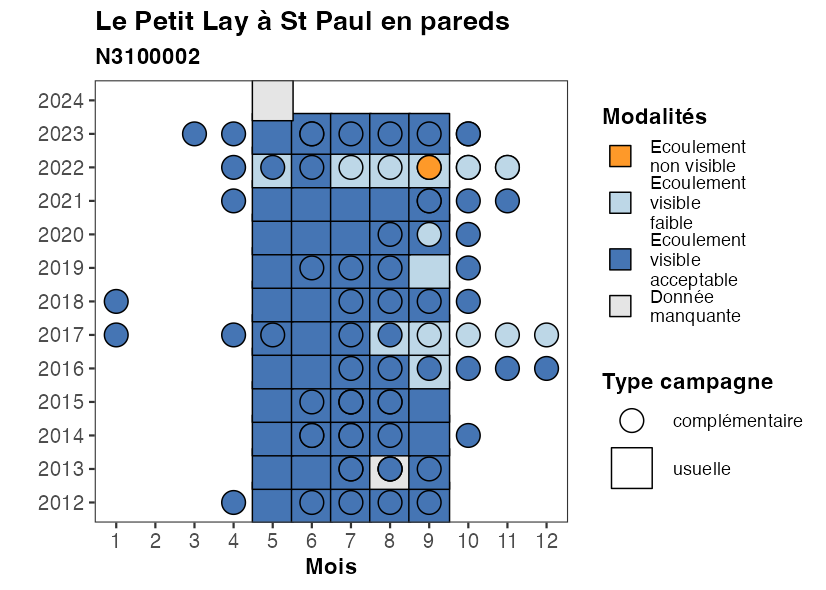 Le Petit Lay à St Paul en pareds
N3100002
2024
2023
2022
2021
2020
2019
2018
2017
2016
2015
2014
2013
2012
1 2 3 4 5 6 7 8 9 10 11 12
Mois
Modalités
Ecoulement
non visible
Ecoulement
visible
faible
Ecoulement
visible
acceptable
Donnée
manquante
Type campagne
complémentaire
usuelle